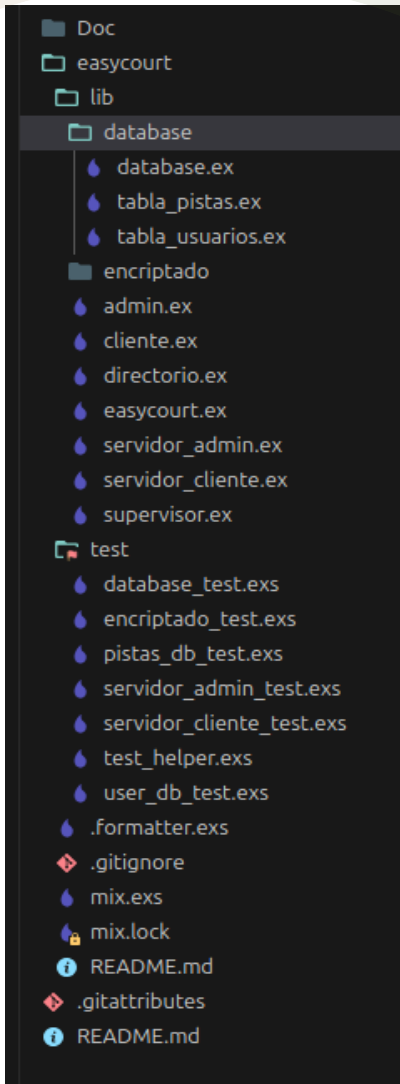 Doc
easycourt
lib
database
database.ex
tabla_pistas.ex
tabla_usuarios.ex
encriptado
admin.ex
cliente.ex
directorio.ex
easycourt.ex
servidor_admin.ex
servidor_cliente.ex
supervisor.ex
test
database_test.exs
encriptado_test.exs
pistas_db_test.exs
servidor_admin_test.exs
servidor_cliente_test.exs
test_helper.exs
user_db_test.exs
.formatter.exs
.gitignore
mix.exs
mix.lock
README.md
.gitattributes
README.md